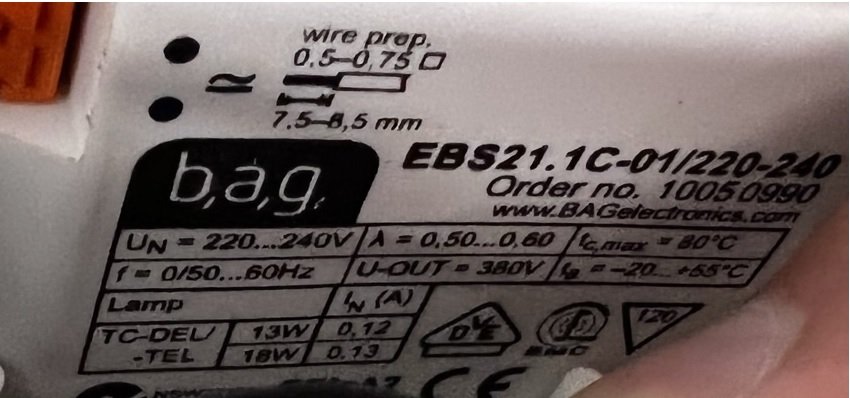 wire prep.
0,5–0,75
7,5–8,5 mm
b,a,g,
EBS21.1C-01/220-240
Order no. 10050990
www.BAGelectronics.com
UN = 220...240V λ = 0,50...0,60 tc,max = 80°C
f = 0/50...60Hz U-OUT = 380V ta = -20... +55°C
Lamp IN (A)
TC-DEL/ 13W 0,12
-TEL 18W 0,13
DVE
EMC
120
CE